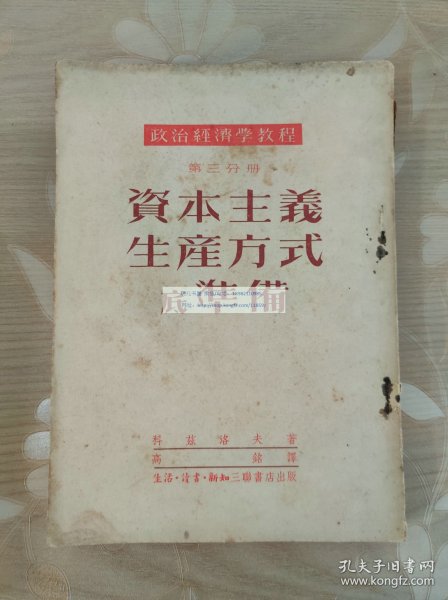 政治經濟學教程
第三分册
資本主義
生産方式
準備
科茲洛夫著
高銘譯
生活·讀書·新知三聯書店出版
孔夫子旧书网
www.kongfz.com